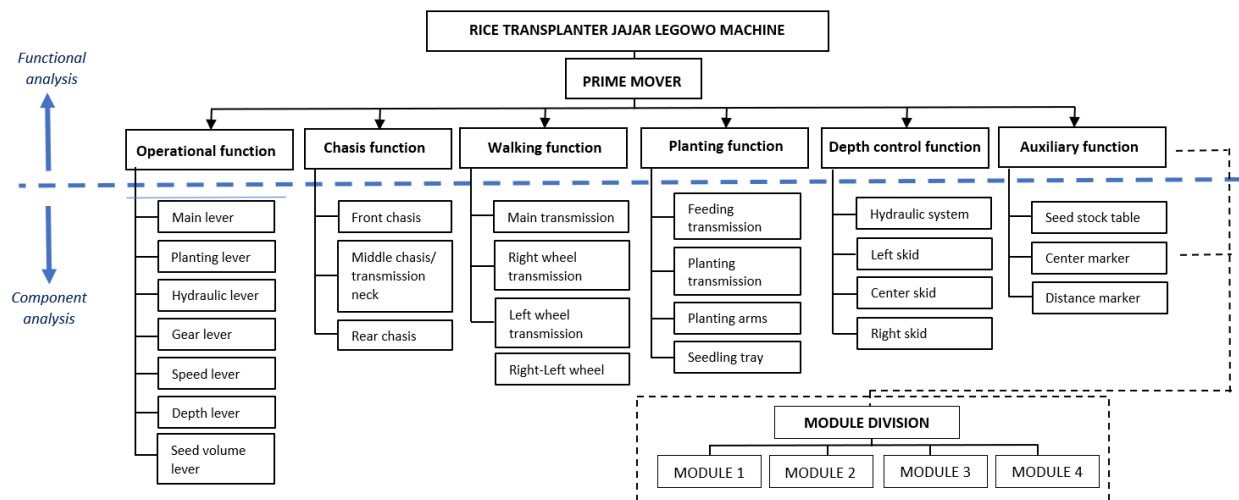 RICE TRANSPLANTER JAJAR LEGOWO MACHINE
Functional
analysis
PRIME MOVER
Operational function
Chasis function
Walking function
Planting function
Depth control function
Auxiliary function
Component
analysis
Main lever
Planting lever
Hydraulic lever
Gear lever
Speed lever
Depth lever
Seed volume
lever
Front chasis
Middle chasis/
transmission
neck
Rear chasis
Main transmission
Right wheel
transmission
Left wheel
transmission
Right-Left wheel
Feeding
transmission
Planting
transmission
Planting arms
Seedling tray
Hydraulic system
Left skid
Center skid
Right skid
Seed stock table
Center marker
Distance marker
MODULE DIVISION
MODULE 1
MODULE 2
MODULE 3
MODULE 4